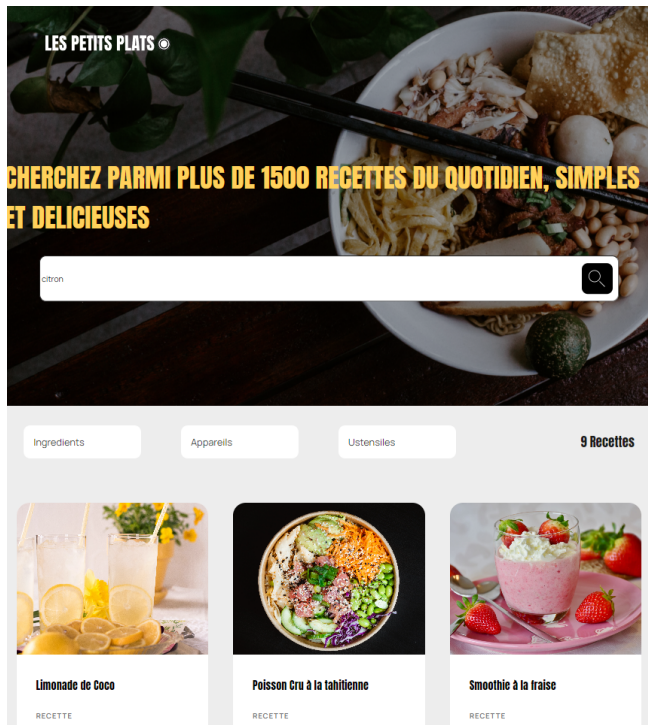 LES PETITS PLATS
CHERCHEZ PARMI PLUS DE 1500 RECETTES DU QUOTIDIEN, SIMPLES
ET DELICIEUSES
citron
Ingredients
Appareils
Ustensiles
9 Recettes
Limonade de Coco
Poisson Cru à la tahitienne
Smoothie à la fraise
RECETTE
RECETTE
RECETTE